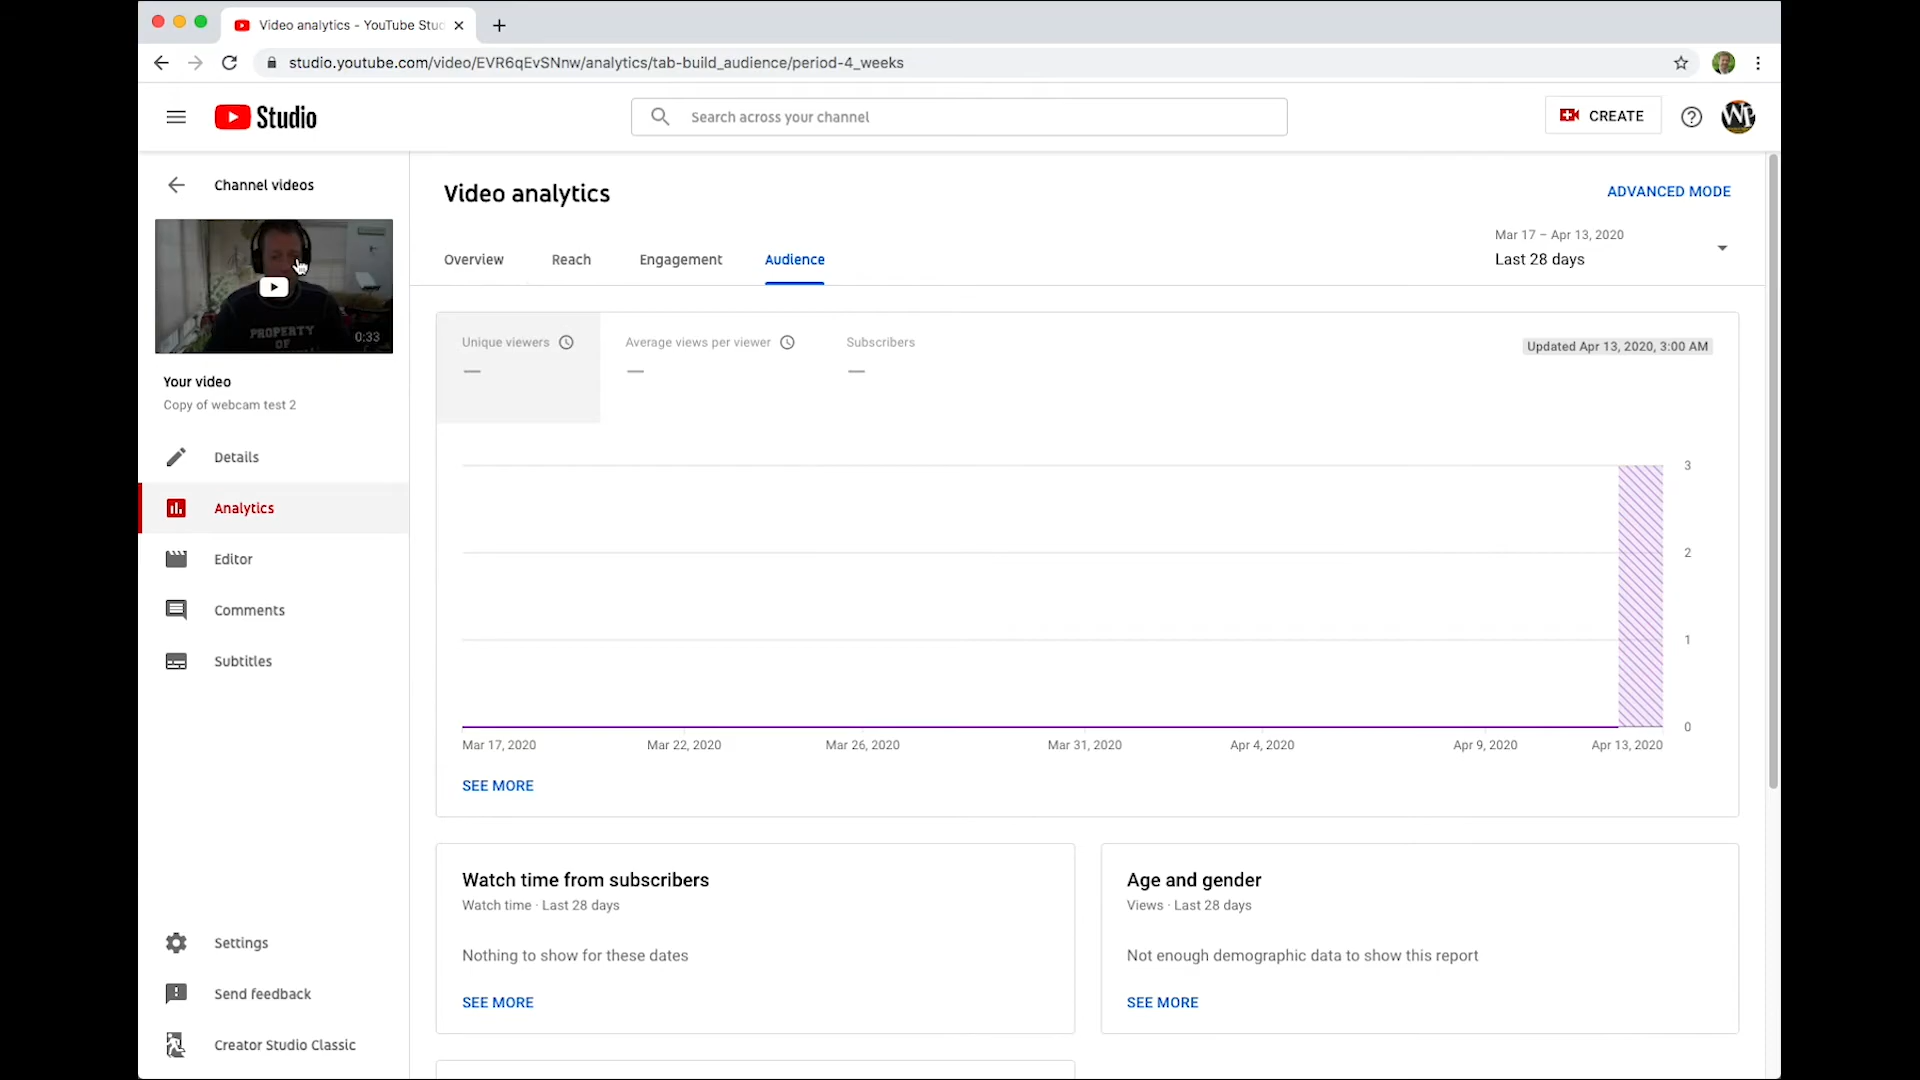 Video analytics - YouTube Stuc
studio.youtube.com/video/EVR6qEvSNnw/analytics/tab-build_audience/period-4_weeks
Studio
Search across your channel
CREATE
Channel videos
PROPERTY
OF
0:33
Your video
Copy of webcam test 2
Details
Analytics
Editor
Comments
Subtitles
Settings
Send feedback
Creator Studio Classic
Video analytics
ADVANCED MODE
Overview Reach Engagement Audience
Mar 17 – Apr 13, 2020
Last 28 days
Unique viewers Average views per viewer Subscribers
— — —
Updated Apr 13, 2020, 3:00 AM
3
2
1
0
Mar 17, 2020 Mar 22, 2020 Mar 26, 2020 Mar 31, 2020 Apr 4, 2020 Apr 9, 2020 Apr 13, 2020
SEE MORE
Watch time from subscribers
Watch time · Last 28 days
Nothing to show for these dates
SEE MORE
Age and gender
Views · Last 28 days
Not enough demographic data to show this report
SEE MORE